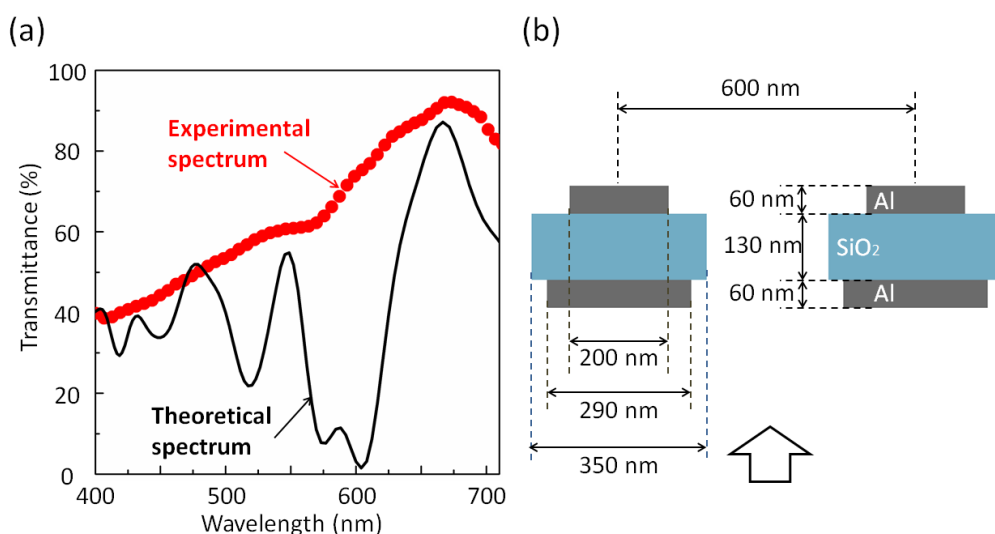 (a)
Transmittance (%)
100
80
60
40
20
0
Experimental
spectrum
Theoretical
spectrum
400
500
600
700
Wavelength (nm)
(b)
600 nm
60 nm
Al
130 nm
SiO₂
60 nm
Al
200 nm
290 nm
350 nm